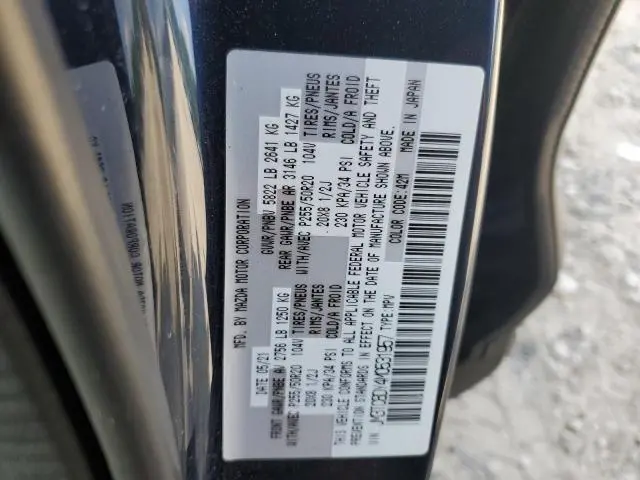 MFD. BY MAZDA MOTOR CORPORATION
DATE 05/21 GVWR/PNBV 5822 LB 2641 KG
FRONT GAWR/PNBE AV 2756 LB 1250 KG REAR GAWR/PNBE AR 3146 LB 1427 KG
WITH/AVEC P255/50R20 104V TIRES/PNEUS WITH/AVEC P255/50R20 104V TIRES/PNEUS
20X8 1/2J RIMS/JANTES 20X8 1/2J RIMS/JANTES
230 KPA/34 PSI COLD/A FROID 230 KPA/34 PSI COLD/A FROID
THIS VEHICLE CONFORMS TO ALL APPLICABLE FEDERAL MOTOR VEHICLE SAFETY AND THEFT
PREVENTION STANDARDS IN EFFECT ON THE DATE OF MANUFACTURE SHOWN ABOVE.
VIN TYPE:MPV COLOR CODE:42M MADE IN JAPAN